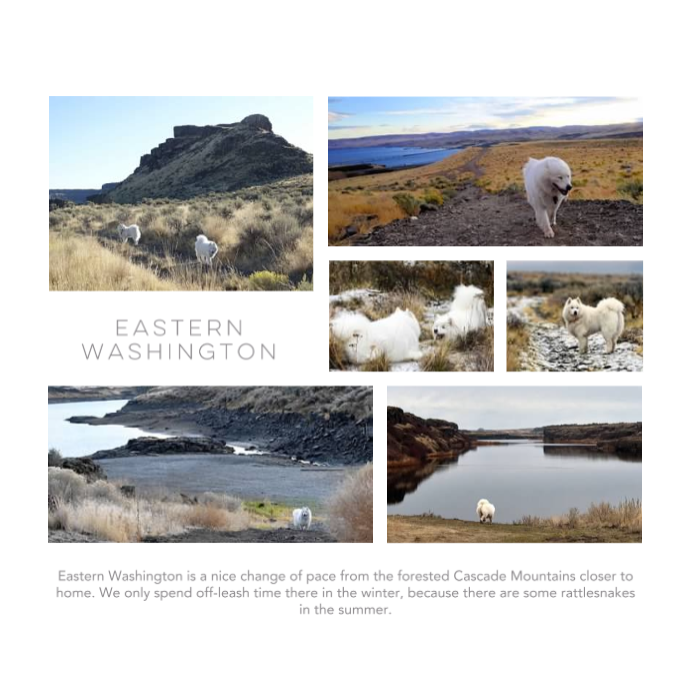 EASTERN
WASHINGTON
Eastern Washington is a nice change of pace from the forested Cascade Mountains closer to
home. We only spend off-leash time there in the winter, because there are some rattlesnakes
in the summer.